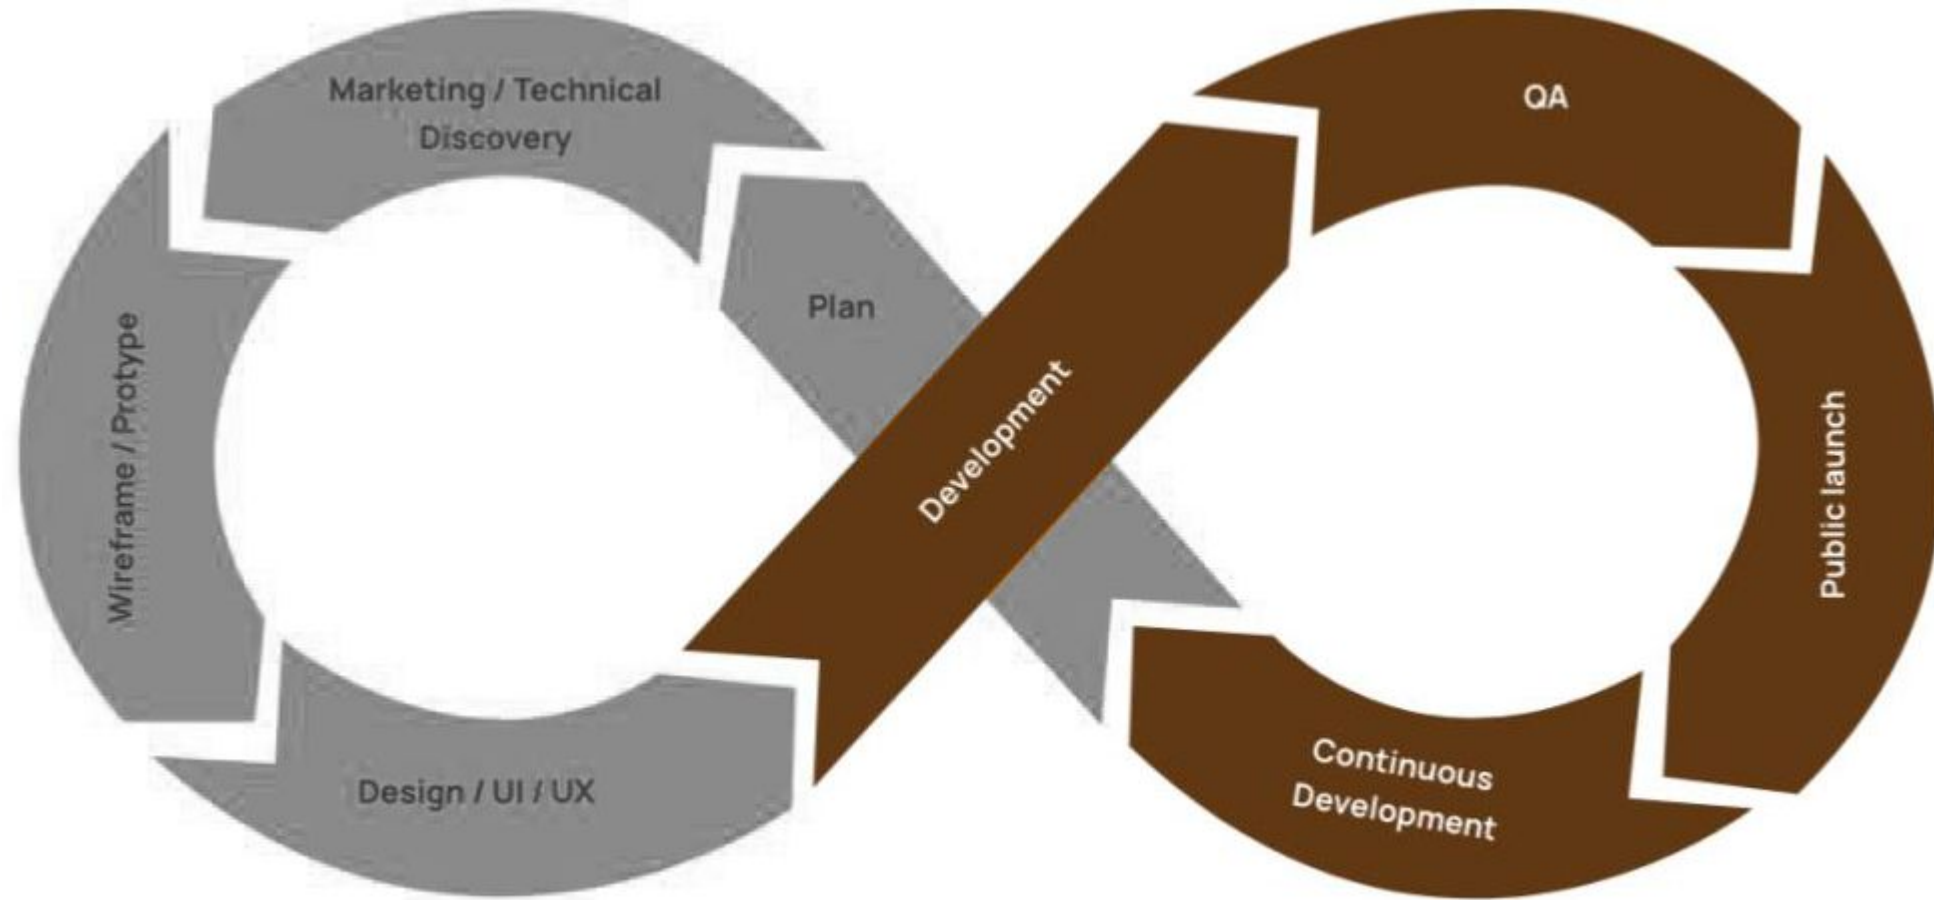 Marketing / Technical
Discovery
Plan
Wireframe / Protype
Design / UI / UX
Development
QA
Public launch
Continuous
Development